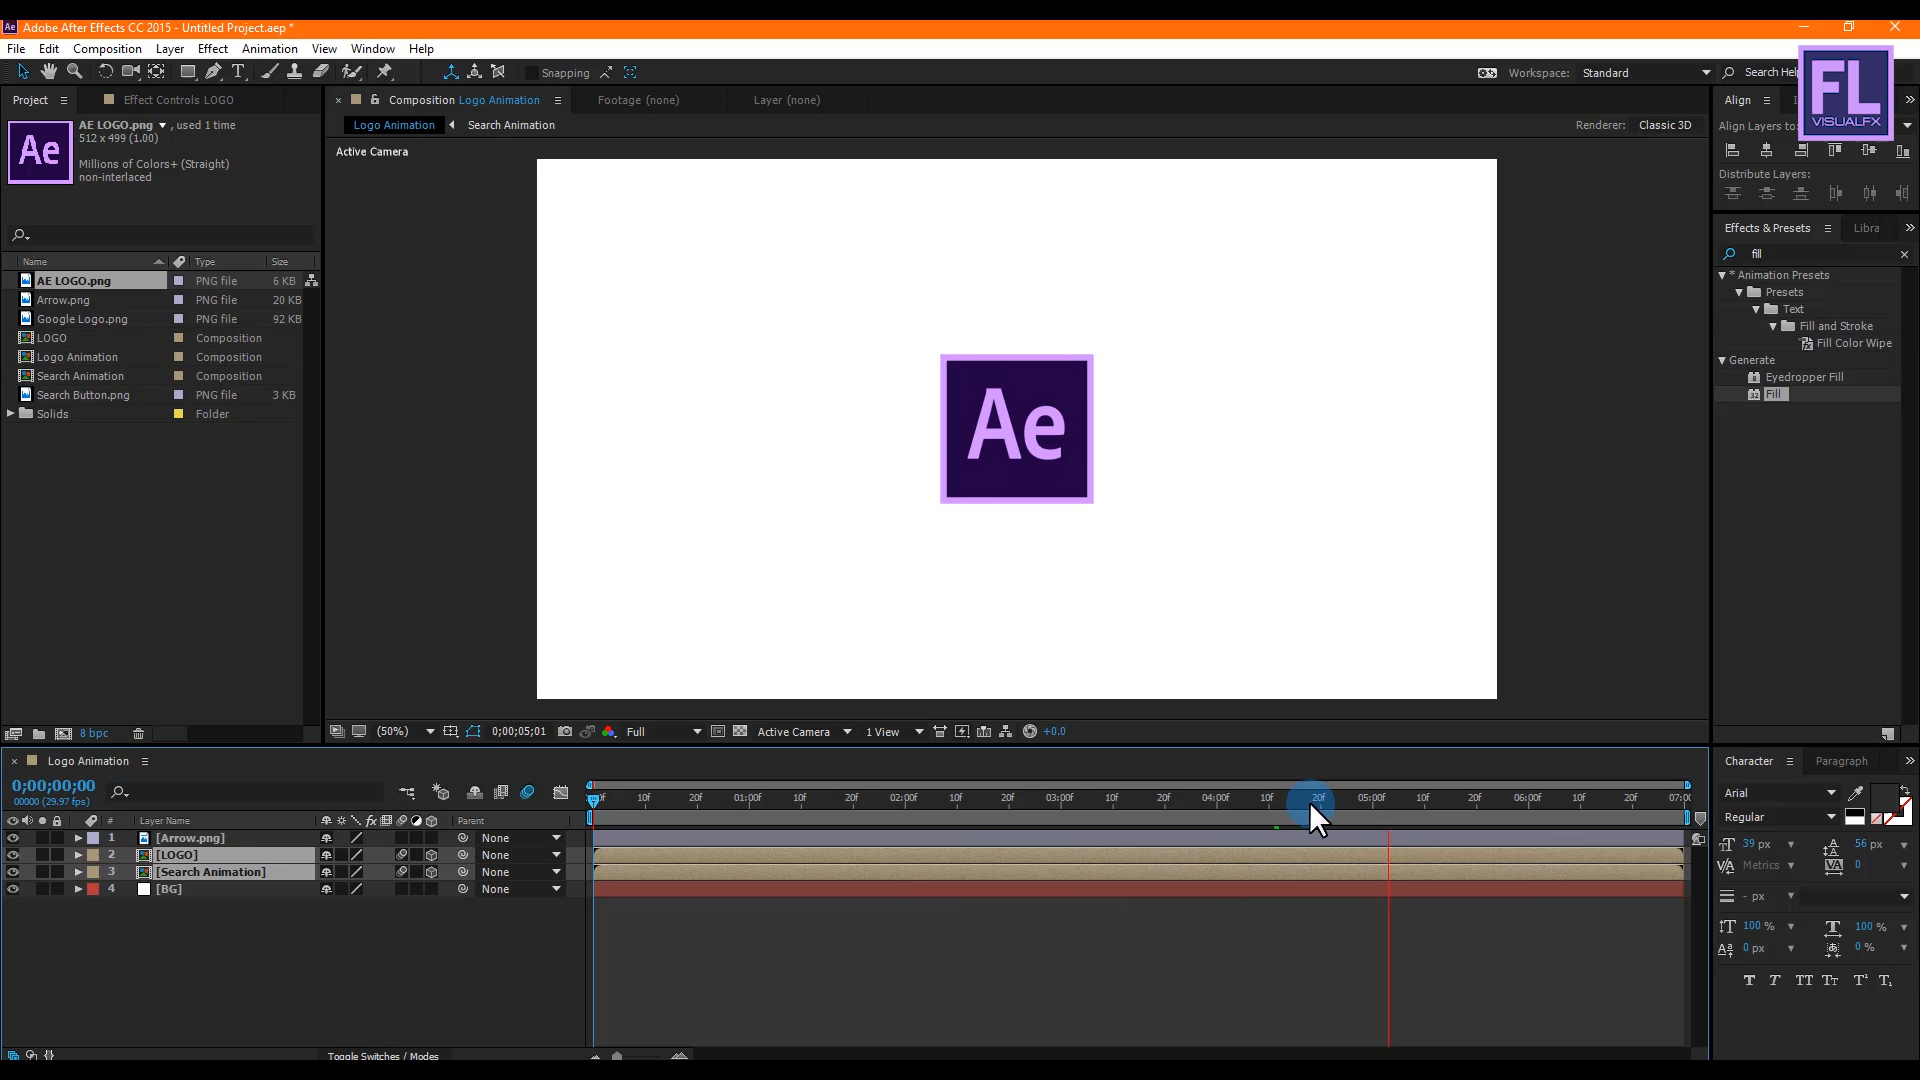 Ae Adobe After Effects CC 2015 - Untitled Project.aep *
File Edit Composition Layer Effect Animation View Window Help
Snapping
Workspace: Standard
Search Help
FL
VISUALFX
Project
Effect Controls LOGO
Composition Logo Animation
Footage (none)
Layer (none)
Align
Logo Animation Search Animation
Renderer: Classic 3D
Align Layers to:
Active Camera
Ae
AE LOGO.png , used 1 time
512 x 499 (1.00)
Millions of Colors+ (Straight)
non-interlaced
Distribute Layers:
Effects & Presets
Libra
fill
Name Type Size
AE LOGO.png PNG file 6 KB
Arrow.png PNG file 20 KB
Google Logo.png PNG file 92 KB
LOGO Composition
Logo Animation Composition
Search Animation Composition
Search Button.png PNG file 3 KB
Solids Folder
* Animation Presets
Presets
Text
Fill and Stroke
Fill Color Wipe
Generate
Eyedropper Fill
Fill
Ae
8 bpc
(50%) 0;00;05;01 Full Active Camera 1 View +0.0
Logo Animation
0;00;00;00
00000 (29.97 fps)
10f 20f 01:00f 10f 20f 02:00f 10f 20f 03:00f 10f 20f 04:00f 10f 20f 05:00f 10f 20f 06:00f 10f 20f 07:00
# Layer Name Parent
1 [Arrow.png] None
2 [LOGO] None
3 [Search Animation] None
4 [BG] None
Toggle Switches / Modes
Character
Paragraph
Arial
Regular
39 px 56 px
Metrics 0
- px
100 % 100 %
0 px 0 %
T T TT TT T¹ T₁